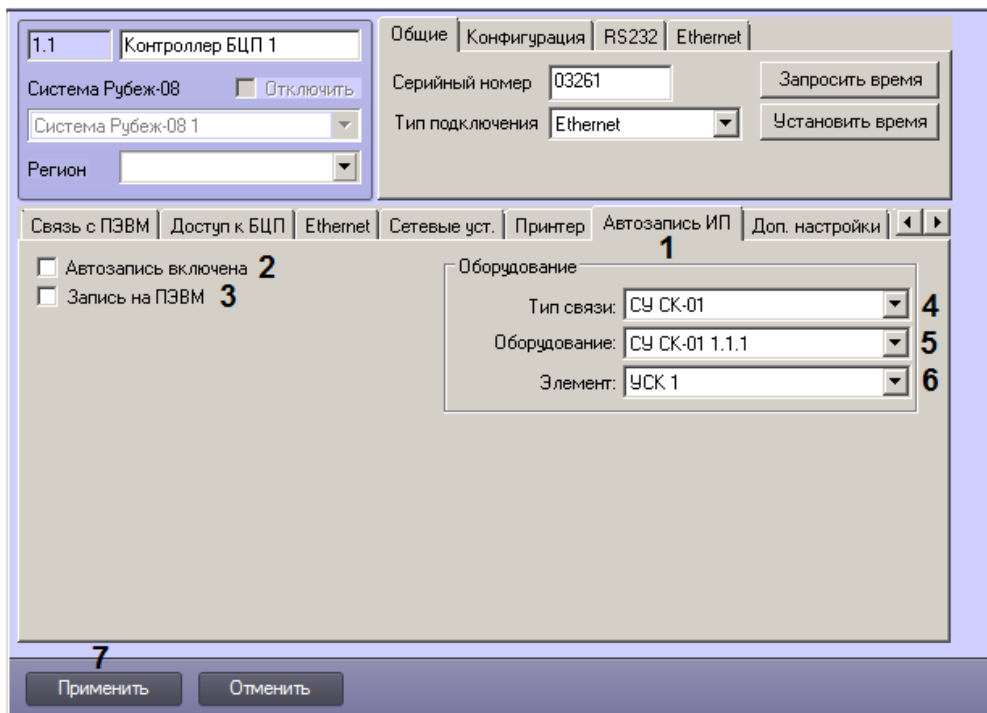 1.1 Контроллер БЦП 1
Система Рубеж-08 Отключить
Система Рубеж-08 1
Регион
Общие Конфигурация RS232 Ethernet
Серийный номер 03261 Запросить время
Тип подключения Ethernet Установить время
Связь с ПЭВМ Доступ к БЦП Ethernet Сетевые уст. Принтер Автозапись ИП Доп. настройки
1
Автозапись включена 2
Запись на ПЭВМ 3
Оборудование
Тип связи: СУ СК-01 4
Оборудование: СУ СК-01 1.1.1 5
Элемент: УСК 1 6
7
Применить Отменить